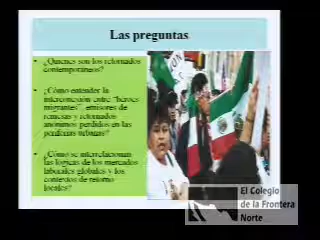 Las preguntas
• ¿Quienes son los retornados
contemporáneos?
• ¿Cómo entender la
interconexión entre "héroes
migrantes", emisores de
remesas y retornados
anónimos perdidos en las
periferias urbanas?
• ¿Cómo se interrelacionan
las lógicas de los mercados
laborales globales y los
contextos de retorno
locales?
El Colegio
de la Frontera
Norte